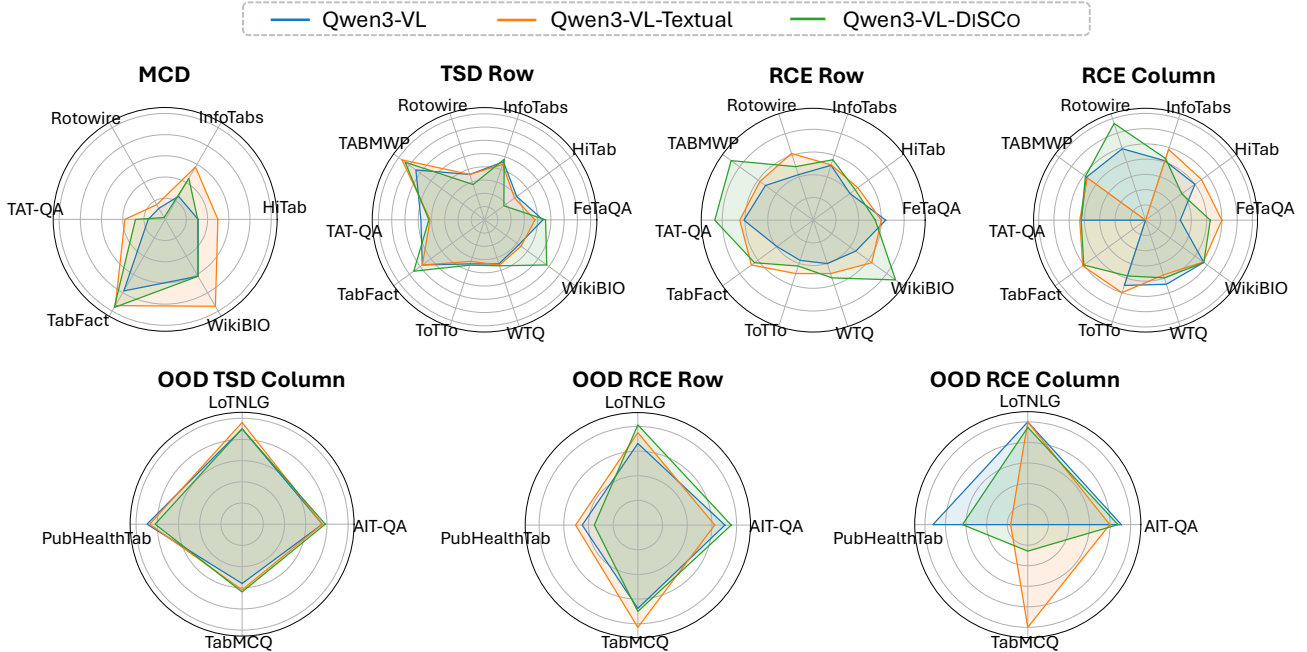 Qwen3-VL Qwen3-VL-Textual Qwen3-VL-DISCO
MCD
Rotowire
InfoTabs
HiTab
WikiBIO
TabFact
TAT-QA
TSD Row
Rotowire
InfoTabs
HiTab
FeTaQA
WikiBIO
WTQ
ToTTo
TabFact
TAT-QA
TABMWP
RCE Row
Rotowire
InfoTabs
HiTab
FeTaQA
WikiBIO
WTQ
ToTTo
TabFact
TAT-QA
TABMWP
RCE Column
Rotowire
InfoTabs
HiTab
FeTaQA
WikiBIO
WTQ
ToTTo
TabFact
TAT-QA
TABMWP
OOD TSD Column
LoTNLG
AIT-QA
TabMCQ
PubHealthTab
OOD RCE Row
LoTNLG
AIT-QA
TabMCQ
PubHealthTab
OOD RCE Column
LoTNLG
AIT-QA
TabMCQ
PubHealthTab